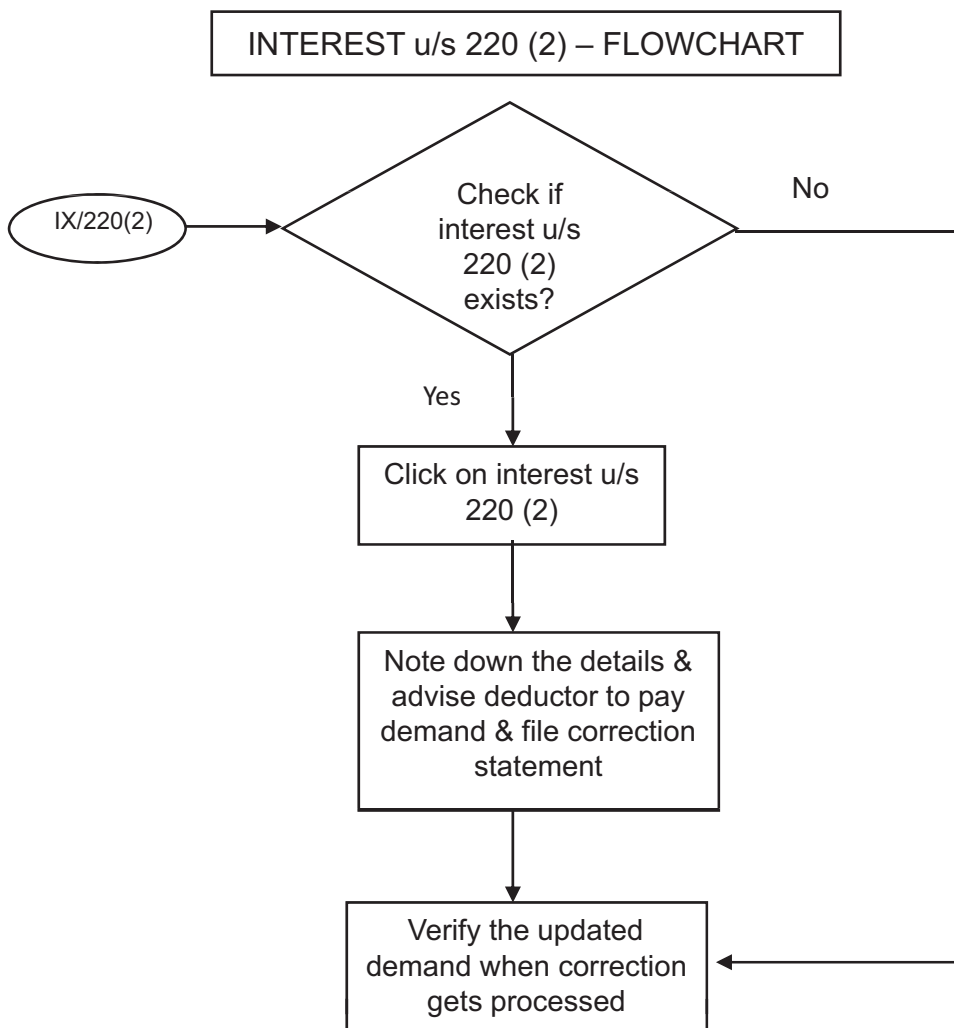 INTEREST u/s 220 (2) – FLOWCHART
Check if
interest u/s
220 (2)
exists?
No
IX/220(2)
Yes
Click on interest u/s
220 (2)
Note down the details &
advise deductor to pay
demand & file correction
statement
Verify the updated
demand when correction
gets processed